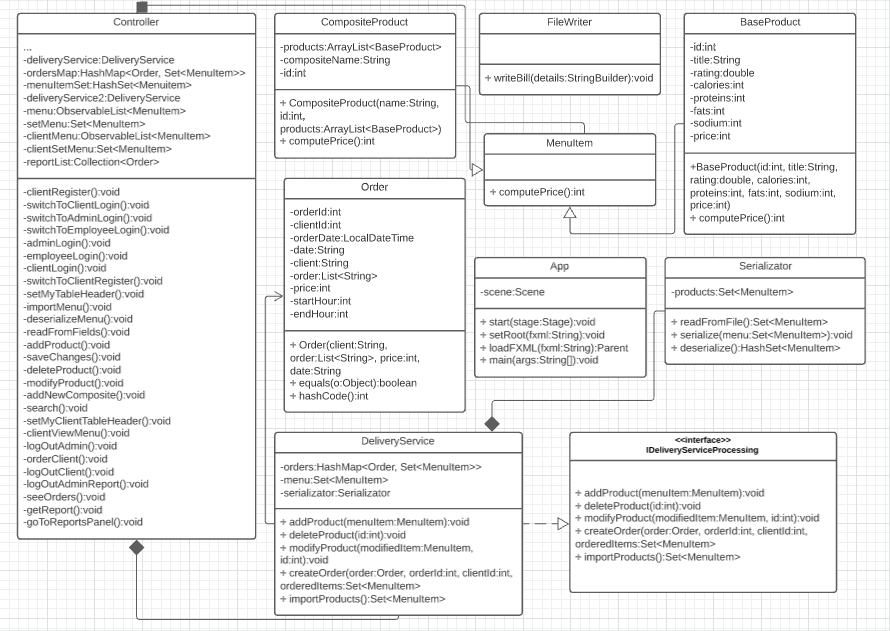 Controller
...
-deliveryService:DeliveryService
-ordersMap:HashMap<Order, Set<MenuItem>>
-menuItemSet:HashSet<Menuitem>
-deliveryService2:DeliveryService
-menu:ObservableList<MenuItem>
-setMenu:Set<MenuItem>
-clientMenu:ObservableList<MenuItem>
-clientSetMenu:Set<MenuItem>
-reportList:Collection<Order>
-clientRegister():void
-switchToClientLogin():void
-switchToAdminLogin():void
-switchToEmployeeLogin():void
-adminLogin():void
-employeeLogin():void
-clientLogin():void
-switchToClientRegister():void
-setMyTableHeader():void
-importMenu():void
-deserializeMenu():void
-readFromFields():void
-addProduct():void
-saveChanges():void
-deleteProduct():void
-modifyProduct():void
-addNewComposite():void
-search():void
-setMyClientTableHeader():void
-clientViewMenu():void
-logOutAdmin():void
-orderClient():void
-logOutClient():void
-logOutAdminReport():void
-seeOrders():void
-getReport():void
-goToReportsPanel():void
CompositeProduct
-products:ArrayList<BaseProduct>
-compositeName:String
-id:int
+ CompositeProduct(name:String,
id:int,
products:ArrayList<BaseProduct>)
+ computePrice():int
FileWriter
+ writeBill(details:StringBuilder):void
BaseProduct
-id:int
-title:String
-rating:double
-calories:int
-proteins:int
-fats:int
-sodium:int
-price:int
+BaseProduct(id:int, title:String,
rating:double, calories:int,
proteins:int, fats:int, sodium:int,
price:int)
+ computePrice():int
MenuItem
+ computePrice():int
Order
-orderId:int
-clientId:int
-orderDate:LocalDateTime
-date:String
-client:String
-order:List<String>
-price:int
-startHour:int
-endHour:int
+ Order(client:String,
order:List<String>, price:int,
date:String)
+ equals(o:Object):boolean
+ hashCode():int
App
-scene:Scene
+ start(stage:Stage):void
+ setRoot(fxml:String):void
+ loadFXML(fxml:String):Parent
+ main(args:String[]):void
Serializator
-products:Set<MenuItem>
+ readFromFile():Set<MenuItem>
+ serialize(menu:Set<MenuItem>):void
+ deserialize():HashSet<MenuItem>
DeliveryService
-orders:HashMap<Order, Set<MenuItem>>
-menu:Set<MenuItem>
-serializator:Serializator
+ addProduct(menuItem:MenuItem):void
+ deleteProduct(id:int):void
+ modifyProduct(modifiedItem:MenuItem,
id:int):void
+ createOrder(order:Order, orderId:int, clientId:int,
orderedItems:Set<MenuItem>
+ importProducts():Set<MenuItem>
<<interface>>
IDeliveryServiceProcessing
+ addProduct(menuItem:MenuItem):void
+ deleteProduct(id:int):void
+ modifyProduct(modifiedItem:MenuItem, id:int):void
+ createOrder(order:Order, orderId:int, clientId:int,
orderedItems:Set<MenuItem>
+ importProducts():Set<MenuItem>